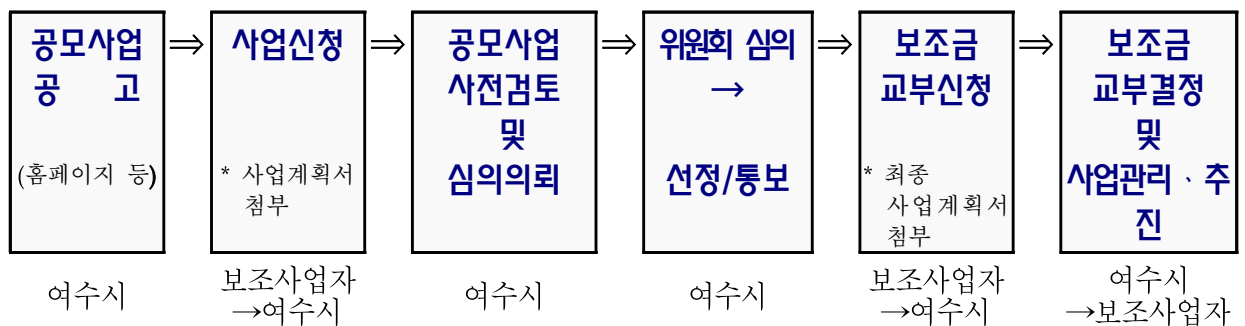 공모사업
공 고
(홈페이지 등)
⇒
사업신청
* 사업계획서
첨부
⇒
공모사업
사전검토
및
심의의뢰
⇒
위원회 심의
→
선정/통보
⇒
보조금
교부신청
* 최종
사업계획서
첨부
⇒
보조금
교부결정
및
사업관리ㆍ추
진
여수시
보조사업자
→여수시
여수시
여수시
보조사업자
→여수시
여수시
→보조사업자